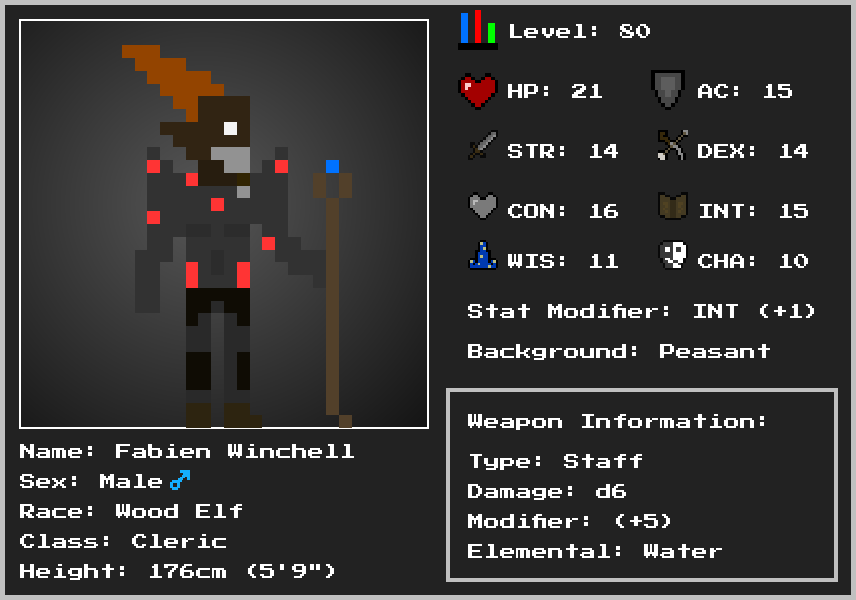 Level: 80
HP: 21 AC: 15
STR: 14 DEX: 14
CON: 16 INT: 15
WIS: 11 CHA: 10
Stat Modifier: INT (+1)
Background: Peasant
Weapon Information:
Type: Staff
Damage: d6
Modifier: (+5)
Elemental: Water
Name: Fabien Winchell
Sex: Male ♂
Race: Wood Elf
Class: Cleric
Height: 176cm (5'9")